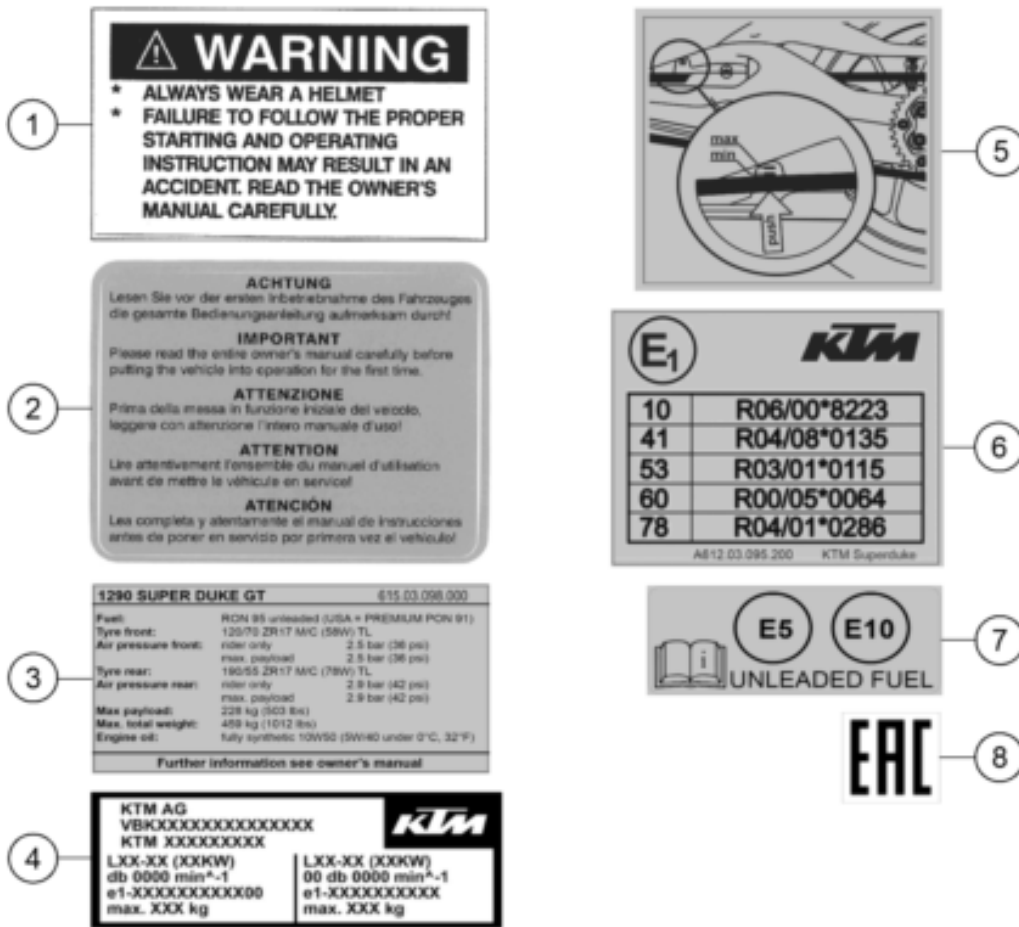 1
WARNING
* ALWAYS WEAR A HELMET
* FAILURE TO FOLLOW THE PROPER
STARTING AND OPERATING
INSTRUCTION MAY RESULT IN AN
ACCIDENT. READ THE OWNER'S
MANUAL CAREFULLY.
2
ACHTUNG
Lesen Sie vor der ersten Inbetriebnahme des Fahrzeuges
die gesamte Bedienungsanleitung aufmerksam durch!
IMPORTANT
Please read the entire owner's manual carefully before
putting the vehicle into operation for the first time.
ATTENZIONE
Prima della messa in funzione iniziale del veicolo,
leggere con attenzione l'intero manuale d'uso!
ATTENTION
Lire attentivement l'ensemble du manuel d'utilisation
avant de mettre le véhicule en service!
ATENCIÓN
Lea completa y atentamente el manual de instrucciones
antes de poner en servicio por primera vez el vehículo!
3
1290 SUPER DUKE GT 615.03.098.000
Fuel: RON 95 unleaded (USA = PREMIUM PON 91)
Tyre front: 120/70 ZR17 M/C (58W) TL
Air pressure front: rider only 2.5 bar (36 psi)
max. payload 2.5 bar (36 psi)
Tyre rear: 190/55 ZR17 M/C (78W) TL
Air pressure rear: rider only 2.9 bar (42 psi)
max. payload 2.9 bar (42 psi)
Max payload: 228 kg (503 lbs)
Max. total weight: 459 kg (1012 lbs)
Engine oil: fully synthetic 10W50 (5W/40 under 0°C, 32°F)
Further information see owner's manual
4
KTM AG
VBKXXXXXXXXXXXXXX
KTM XXXXXXXXX
KTM
LXX-XX (XXKW)
db 0000 min^-1
e1-XXXXXXXXXX00
max. XXX kg
LXX-XX (XXKW)
00 db 0000 min^-1
e1-XXXXXXXXXX
max. XXX kg
5
max
min
push
6
E1 KTM
10 R06/00*8223
41 R04/08*0135
53 R03/01*0115
60 R00/05*0064
78 R04/01*0286
A612.03.095.200 KTM Superduke
7
E5 E10
i
UNLEADED FUEL
8
EAC